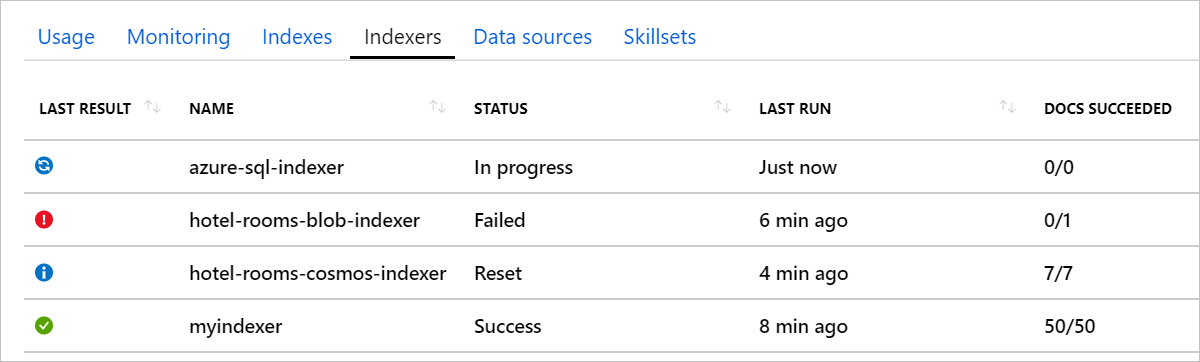 Usage Monitoring Indexes Indexers Data sources Skillsets
LAST RESULT NAME STATUS LAST RUN DOCS SUCCEEDED
azure-sql-indexer In progress Just now 0/0
hotel-rooms-blob-indexer Failed 6 min ago 0/1
hotel-rooms-cosmos-indexer Reset 4 min ago 7/7
myindexer Success 8 min ago 50/50